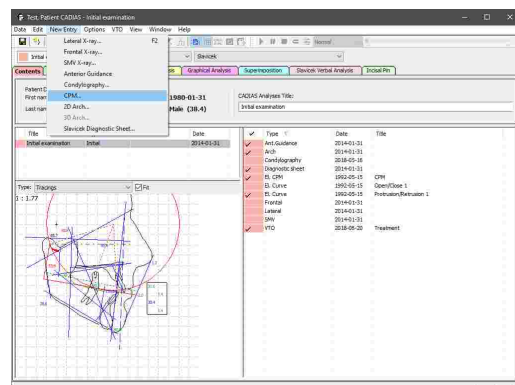 Test, Patient CADIAS - Initial examination
Date Edit New Entry Options VTO View Window Help
Lateral X-ray... F2
Frontal X-ray...
SMV X-ray...
Anterior Guidance
Condylography...
CPM...
2D Arch...
3D Arch...
Slavicek Diagnostic Sheet...
Normal
Slavicek
Contents
Graphical Analysis Superimposition Slavicek Verbal Analysis Incisal Pin
First nam 1980-01-31 CADIAS Analyses Title:
Last nam Male (38.4) Initial examination
Title Date
Initial examination Initial 2014-01-31
Type Date Title
Ant.Guidance 2014-01-31
Arch 2014-01-31
Condylography 2018-05-16
Diagnostic sheet 2014-01-31
El. CPM 1992-05-15 CPM
El. Curve 1992-05-15 Open/Close 1
El. Curve 1992-05-15 Protrusion/Retrusion 1
Frontal 2014-01-31
Lateral 2014-01-31
SMV 2014-01-31
VTO 2018-05-20 Treatment
Type: Tracings Fit
1 : 1.77